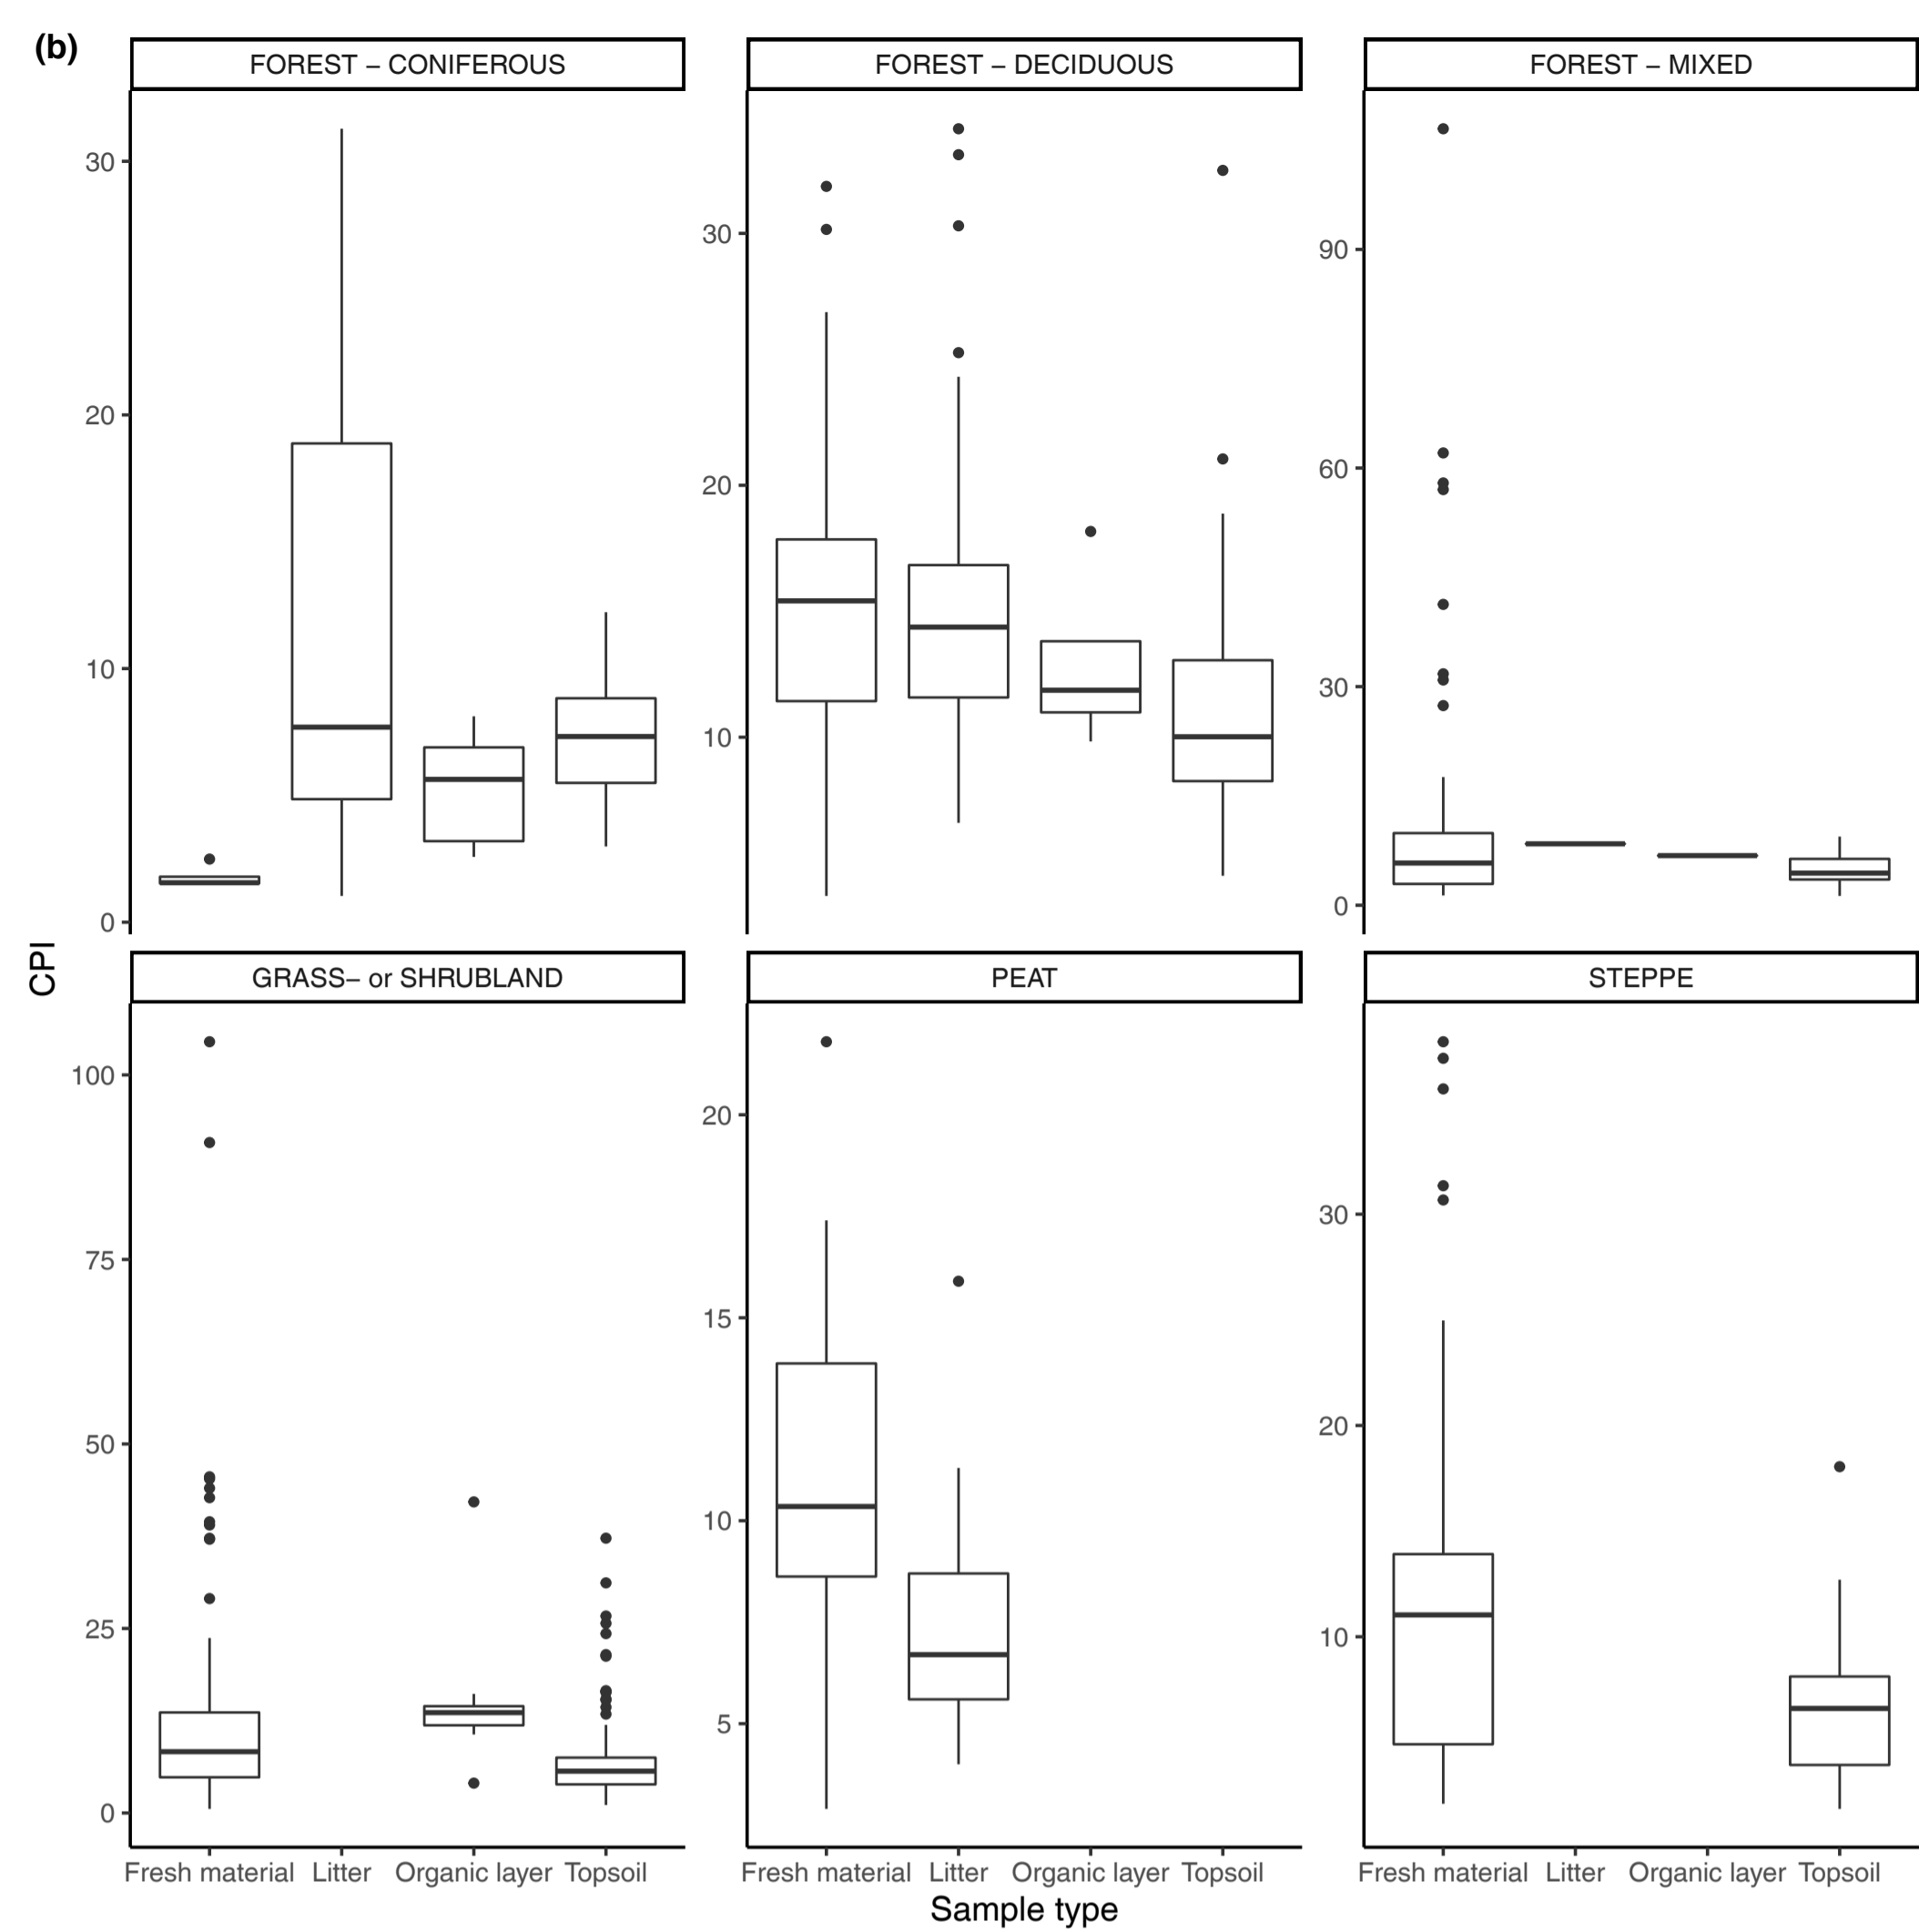 (b)
FOREST – CONIFEROUS
FOREST – DECIDUOUS
FOREST – MIXED
30
20
10
0
30
20
10
90
60
30
0
CPI
GRASS– or SHRUBLAND
PEAT
STEPPE
100
75
50
25
0
20
15
10
5
30
20
10
Fresh material Litter Organic layer Topsoil
Fresh material Litter Organic layer Topsoil
Fresh material Litter Organic layer Topsoil
Sample type